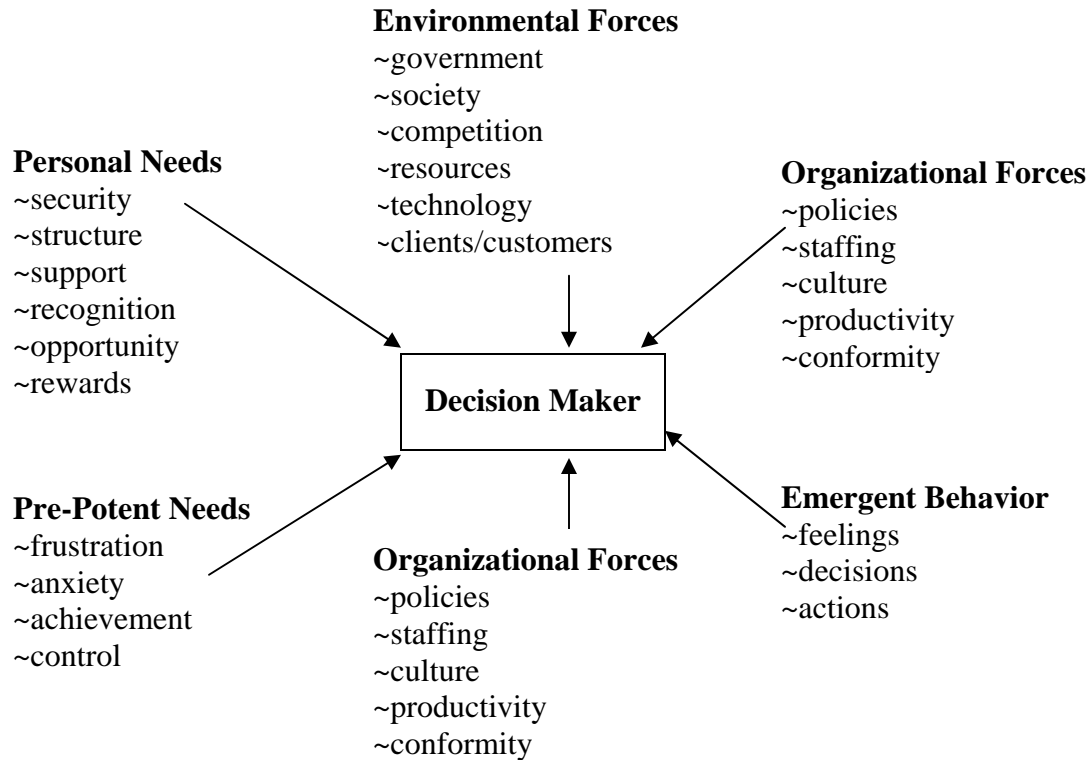 Environmental Forces
~government
~society
~competition
~resources
~technology
~clients/customers
Personal Needs
~security
~structure
~support
~recognition
~opportunity
~rewards
Organizational Forces
~policies
~staffing
~culture
~productivity
~conformity
Decision Maker
Pre-Potent Needs
~frustration
~anxiety
~achievement
~control
Organizational Forces
~policies
~staffing
~culture
~productivity
~conformity
Emergent Behavior
~feelings
~decisions
~actions